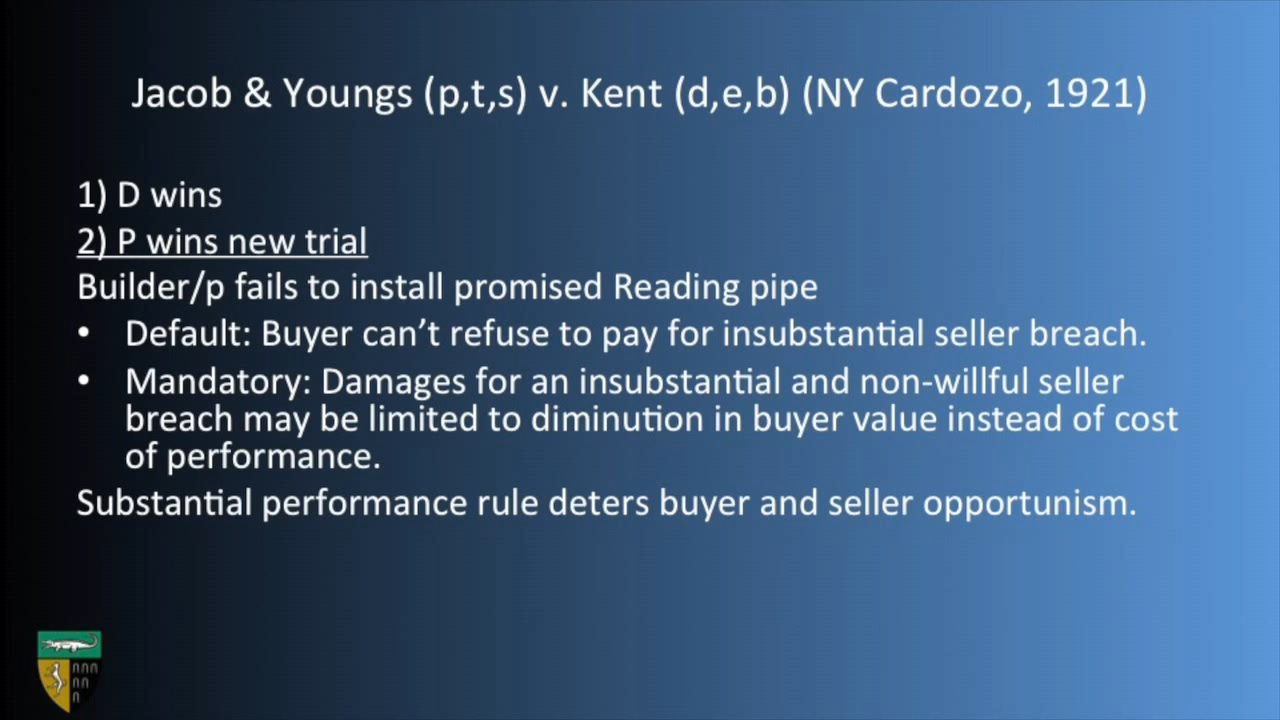 Jacob & Youngs (p,t,s) v. Kent (d,e,b) (NY Cardozo, 1921)
1) D wins
2) P wins new trial
Builder/p fails to install promised Reading pipe
• Default: Buyer can’t refuse to pay for insubstantial seller breach.
• Mandatory: Damages for an insubstantial and non-willful seller
breach may be limited to diminution in buyer value instead of cost
of performance.
Substantial performance rule deters buyer and seller opportunism.